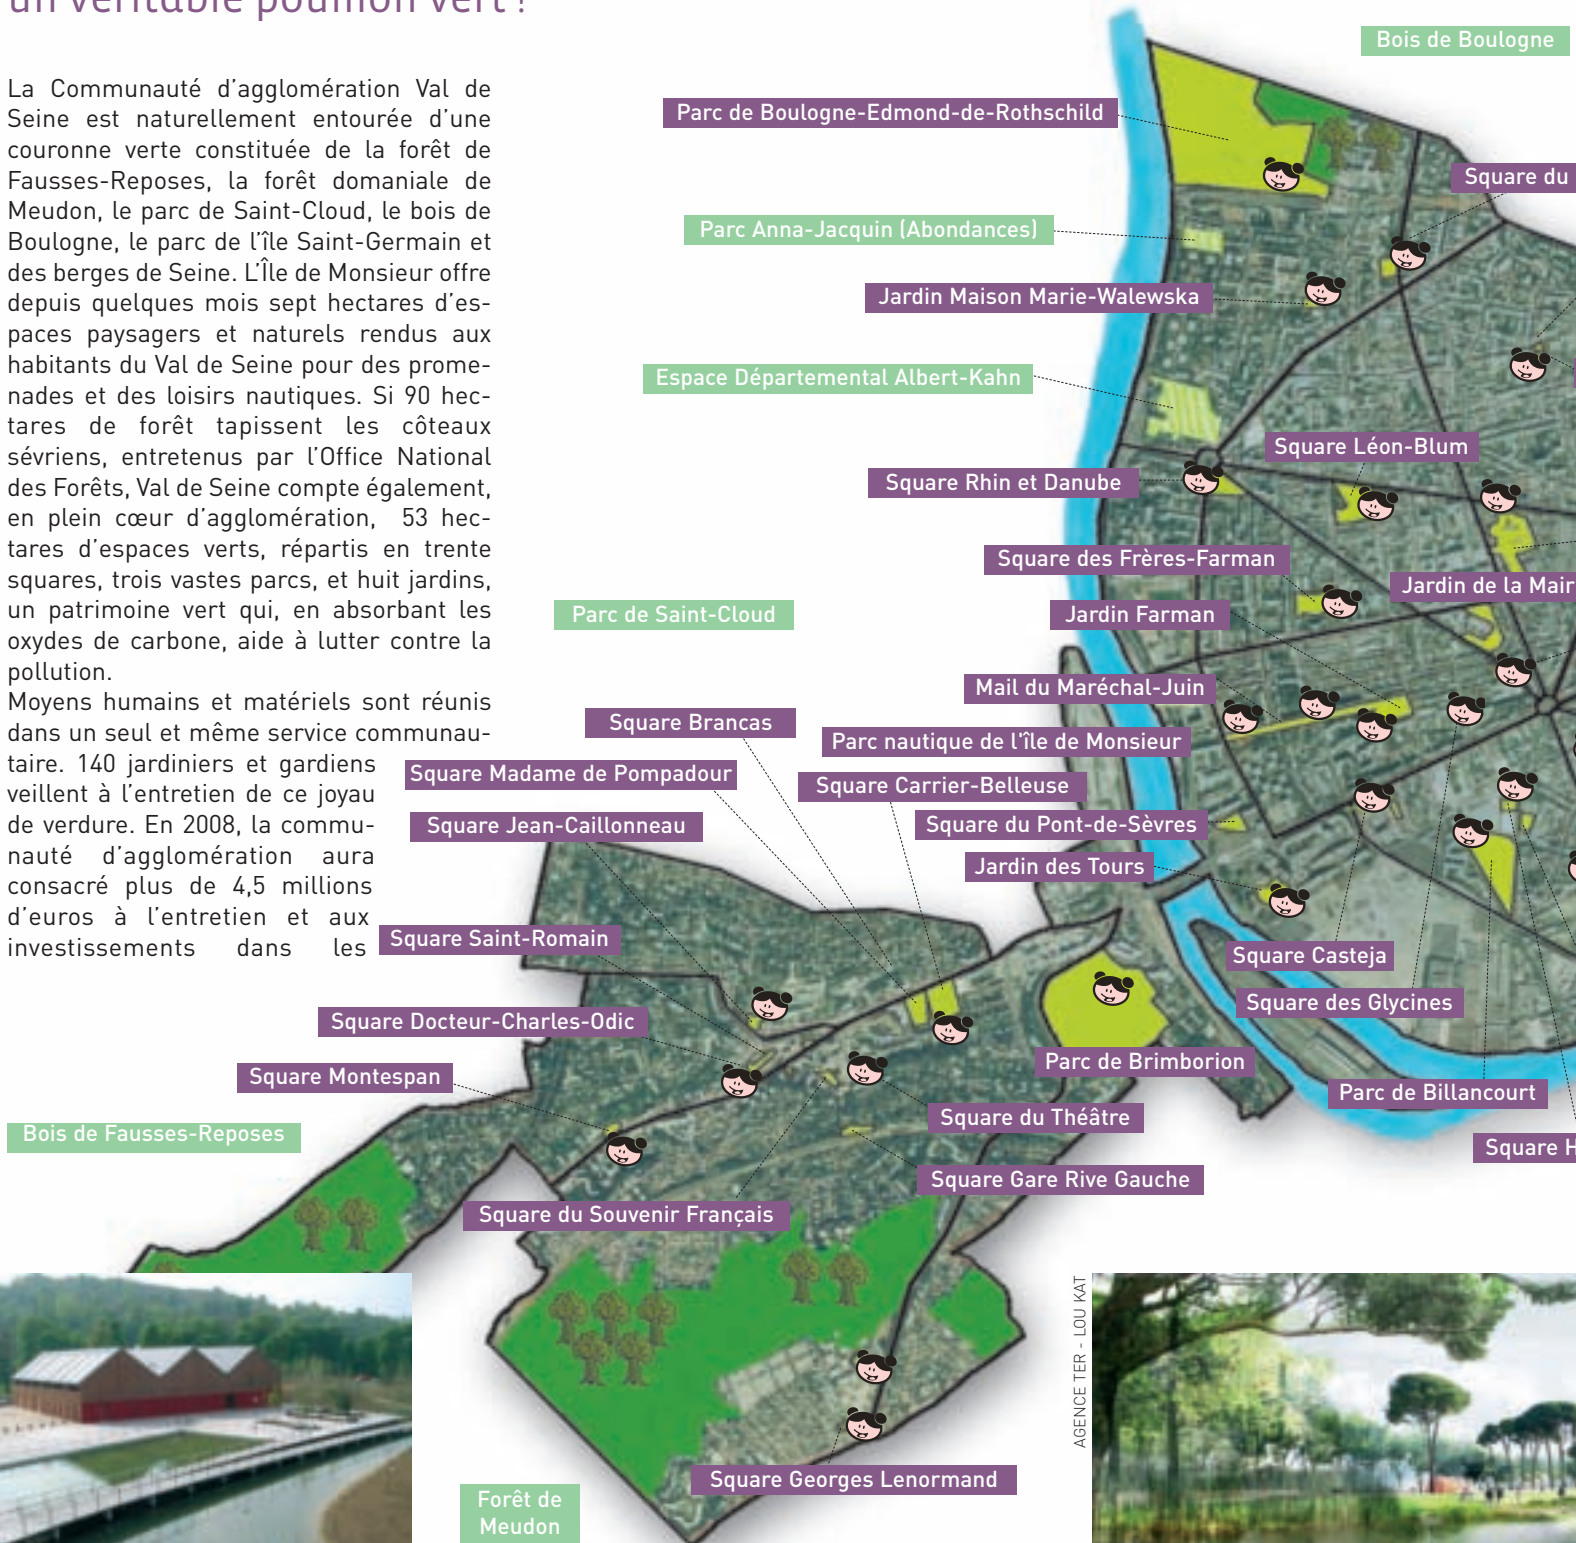 un véritable poumon vert !
La Communauté d'agglomération Val de
Seine est naturellement entourée d'une
couronne verte constituée de la forêt de
Fausses-Reposes, la forêt domaniale de
Meudon, le parc de Saint-Cloud, le bois de
Boulogne, le parc de l'île Saint-Germain et
des berges de Seine. L'Île de Monsieur offre
depuis quelques mois sept hectares d'es-
paces paysagers et naturels rendus aux
habitants du Val de Seine pour des prome-
nades et des loisirs nautiques. Si 90 hec-
tares de forêt tapissent les côteaux
sévriens, entretenus par l'Office National
des Forêts, Val de Seine compte également,
en plein cœur d'agglomération, 53 hec-
tares d'espaces verts, répartis en trente
squares, trois vastes parcs, et huit jardins,
un patrimoine vert qui, en absorbant les
oxydes de carbone, aide à lutter contre la
pollution.
Moyens humains et matériels sont réunis
dans un seul et même service communau-
taire. 140 jardiniers et gardiens
veillent à l'entretien de ce joyau
de verdure. En 2008, la commu-
nauté d'agglomération aura
consacré plus de 4,5 millions
d'euros à l'entretien et aux
investissements dans les
Bois de Boulogne
Parc de Boulogne-Edmond-de-Rothschild
Square du
Parc Anna-Jacquin (Abondances)
Jardin Maison Marie-Walewska
Espace Départemental Albert-Kahn
Square Léon-Blum
Square Rhin et Danube
Square des Frères-Farman
Jardin de la Mair
Parc de Saint-Cloud
Jardin Farman
Mail du Maréchal-Juin
Square Brancas
Parc nautique de l'île de Monsieur
Square Madame de Pompadour
Square Carrier-Belleuse
Square Jean-Caillonneau
Square du Pont-de-Sèvres
Jardin des Tours
Square Saint-Romain
Square Casteja
Square des Glycines
Square Docteur-Charles-Odic
Parc de Brimborion
Square Montespan
Parc de Billancourt
Square du Théâtre
Bois de Fausses-Reposes
Square H
Square Gare Rive Gauche
Square du Souvenir Français
AGENCE TER - LOU KAT
Square Georges Lenormand
Forêt de
Meudon